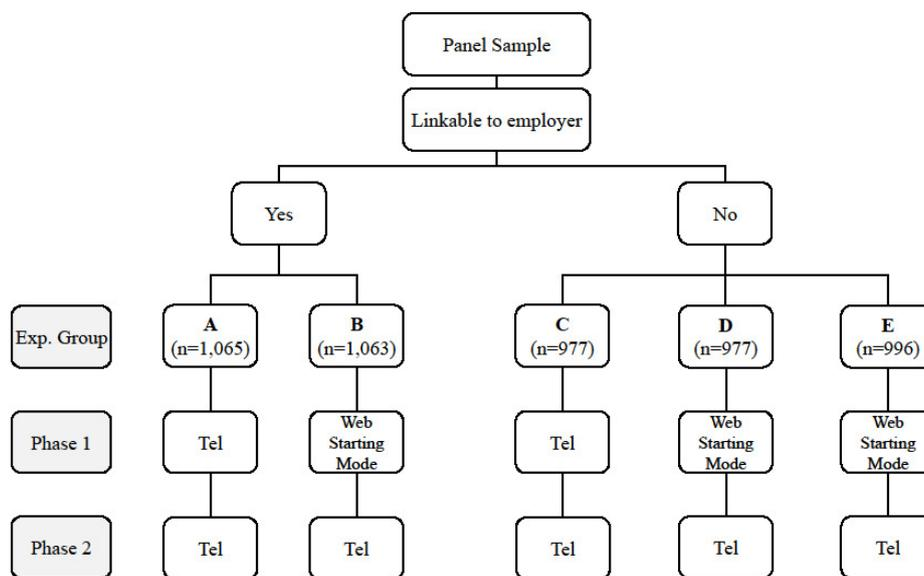 Panel Sample
Linkable to employer
Yes
No
Exp. Group
A
(n=1,065)
B
(n=1,063)
C
(n=977)
D
(n=977)
E
(n=996)
Phase 1
Tel
Web
Starting
Mode
Tel
Web
Starting
Mode
Web
Starting
Mode
Phase 2
Tel
Tel
Tel
Tel
Tel